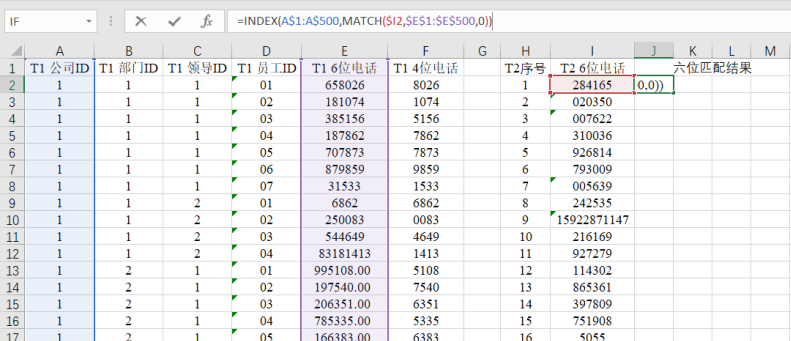 IF =INDEX(A$1:A$500,MATCH($I2,$E$1:$E$500,0))
A B C D E F G H I J K L M
1 T1 公司ID T1 部门ID T1 领导ID T1 员工ID T1 6位电话 T1 4位电话 T2序号 T2 6位电话 六位匹配结果
2 1 1 1 01 658026 8026 1 284165 0,0))
3 1 1 1 02 181074 1074 2 020350
4 1 1 1 03 385156 5156 3 007622
5 1 1 1 04 187862 7862 4 310036
6 1 1 1 05 707873 7873 5 926814
7 1 1 1 06 879859 9859 6 793009
8 1 1 1 07 31533 1533 7 005639
9 1 1 2 01 6862 6862 8 242535
10 1 1 2 02 250083 0083 9 15922871147
11 1 1 2 03 544649 4649 10 216169
12 1 1 2 04 83181413 1413 11 927279
13 1 2 1 01 995108.00 5108 12 114302
14 1 2 1 02 197540.00 7540 13 865361
15 1 2 1 03 206351.00 6351 14 397809
16 1 2 1 04 785335.00 5335 15 751908
17 1 2 1 05 166383.00 6383 16 5055